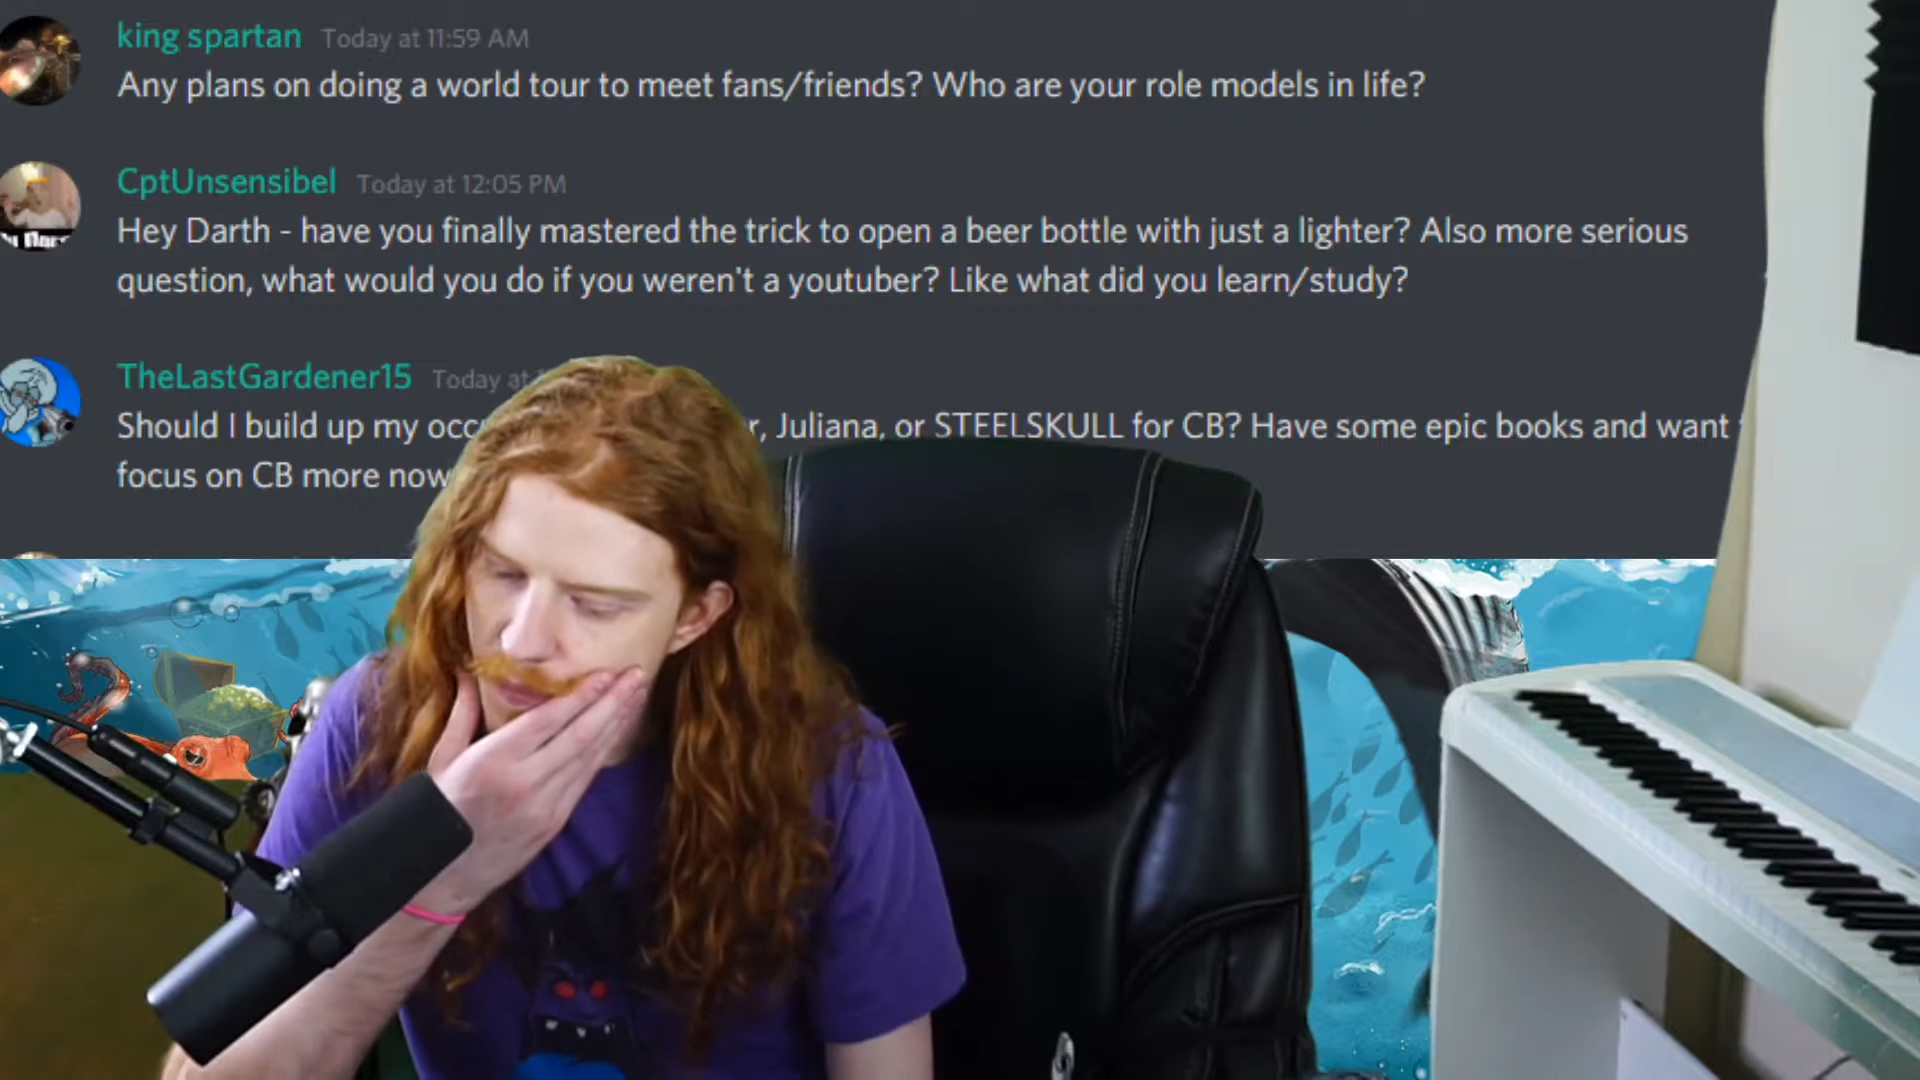 king spartan Today at 11:59 AM
Any plans on doing a world tour to meet fans/friends? Who are your role models in life?
CptUnsensibel Today at 12:05 PM
Hey Darth - have you finally mastered the trick to open a beer bottle with just a lighter? Also more serious
question, what would you do if you weren't a youtuber? Like what did you learn/study?
TheLastGardener15 Today at
Should I build up my Juliana, or STEELSKULL for CB? Have some epic books and want
focus on CB more now